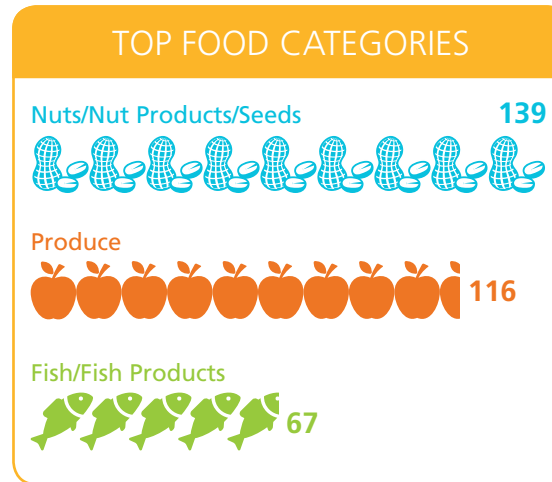 TOP FOOD CATEGORIES
Nuts/Nut Products/Seeds 139
Produce
116
Fish/Fish Products
67